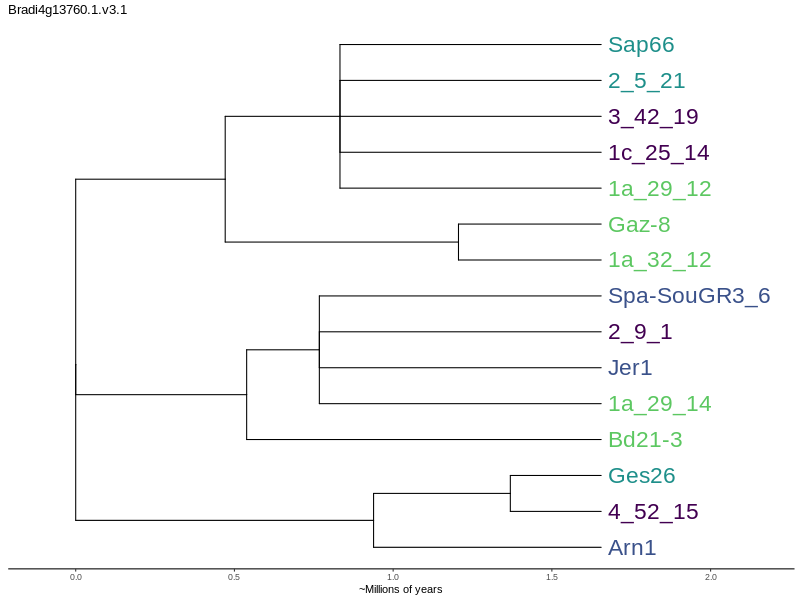 Bradi4g13760.1.v3.1
Sap66
2_5_21
3_42_19
1c_25_14
1a_29_12
Gaz-8
1a_32_12
Spa-SouGR3_6
2_9_1
Jer1
1a_29_14
Bd21-3
Ges26
4_52_15
Arn1
0.0 0.5 1.0 1.5 2.0
~Millions of years